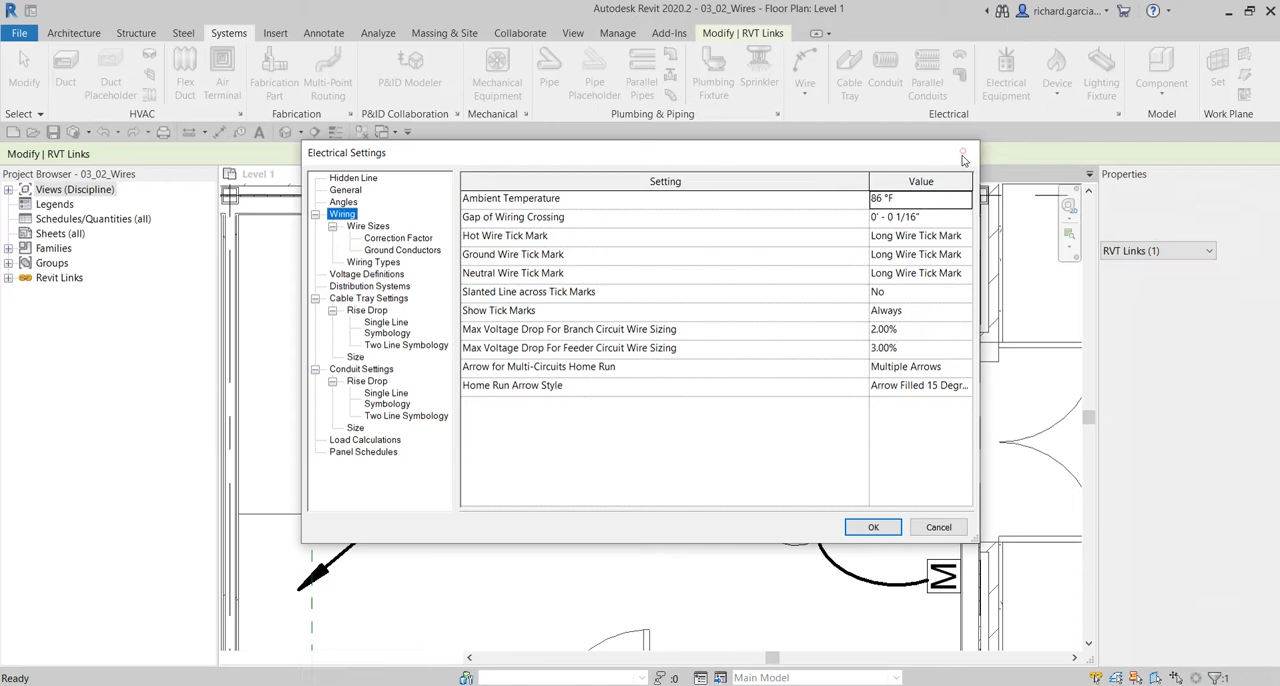 Autodesk Revit 2020.2 - 03_02_Wires - Floor Plan: Level 1
richard.garcia...
File Architecture Structure Steel Systems Insert Annotate Analyze Massing & Site Collaborate View Manage Add-Ins Modify | RVT Links
Modify Duct Duct Placeholder Flex Duct Air Terminal Fabrication Part Multi-Point Routing P&ID Modeler Mechanical Equipment Pipe Pipe Placeholder Parallel Pipes Plumbing Fixture Sprinkler Wire Cable Tray Conduit Parallel Conduits Electrical Equipment Device Lighting Fixture Component Set
Select HVAC Fabrication P&ID Collaboration Mechanical Plumbing & Piping Electrical Model Work Plane
Modify | RVT Links
Project Browser - 03_02_Wires
Views (Discipline)
Legends
Schedules/Quantities (all)
Sheets (all)
Families
Groups
Revit Links
Level 1
Electrical Settings
Hidden Line
General
Angles
Wiring
Wire Sizes
Correction Factor
Ground Conductors
Wiring Types
Voltage Definitions
Distribution Systems
Cable Tray Settings
Rise Drop
Single Line
Symbology
Two Line Symbology
Size
Conduit Settings
Rise Drop
Single Line
Symbology
Two Line Symbology
Size
Load Calculations
Panel Schedules
Setting Value
Ambient Temperature 86 °F
Gap of Wiring Crossing 0' - 0 1/16"
Hot Wire Tick Mark Long Wire Tick Mark
Ground Wire Tick Mark Long Wire Tick Mark
Neutral Wire Tick Mark Long Wire Tick Mark
Slanted Line across Tick Marks No
Show Tick Marks Always
Max Voltage Drop For Branch Circuit Wire Sizing 2.00%
Max Voltage Drop For Feeder Circuit Wire Sizing 3.00%
Arrow for Multi-Circuits Home Run Multiple Arrows
Home Run Arrow Style Arrow Filled 15 Degr...
OK Cancel
M
Properties
RVT Links (1)
Ready
:0
Main Model
:1